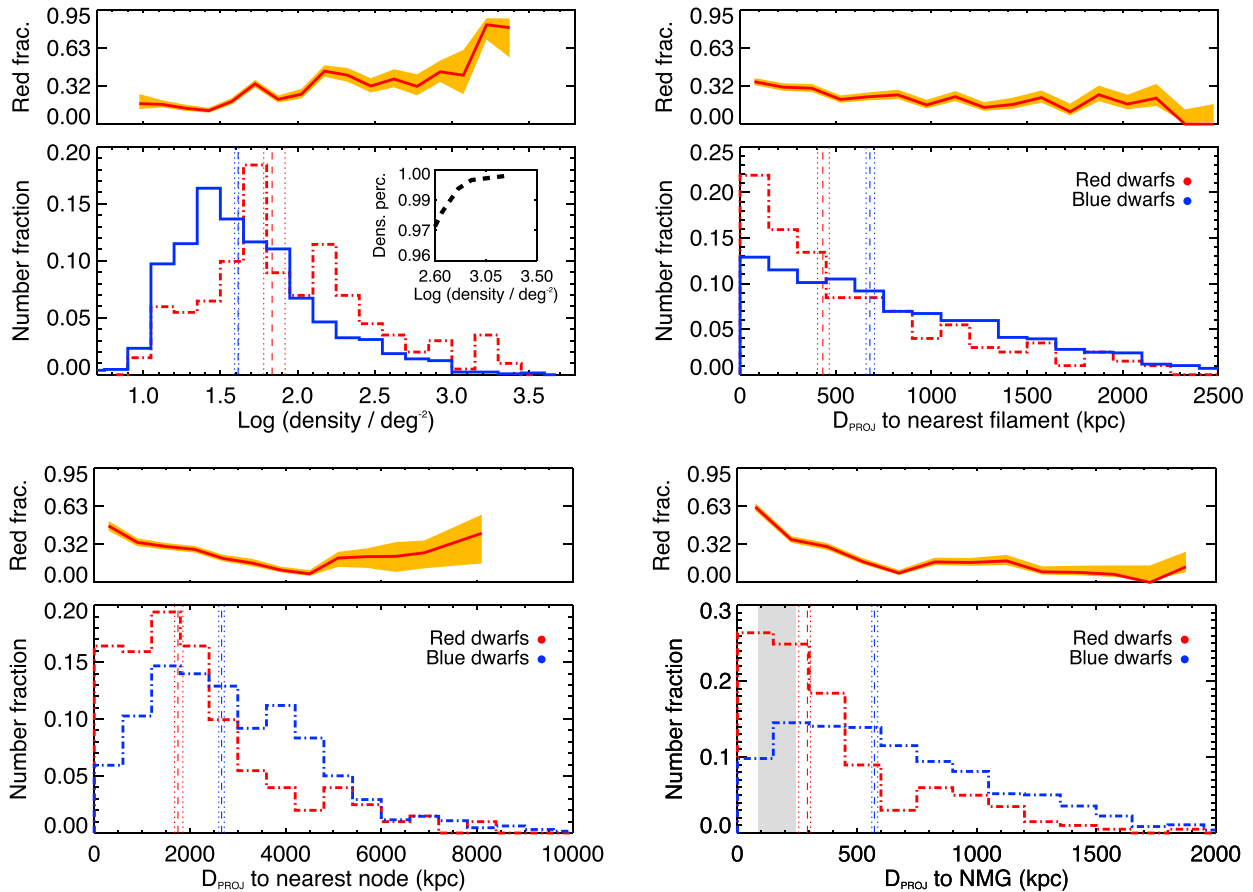 Red frac.
0.95
0.63
0.32
0.00
Number fraction
0.20
0.15
0.10
0.05
0.00
1.0 1.5 2.0 2.5 3.0 3.5
Log (density / deg⁻²)
Dens. perc.
1.00
0.99
0.97
0.96
2.60 3.05 3.50
Log (density / deg⁻²)
Red frac.
0.95
0.63
0.32
0.00
Number fraction
0.25
0.20
0.15
0.10
0.05
0.00
Red dwarfs
Blue dwarfs
0 500 1000 1500 2000 2500
D_PROJ to nearest filament (kpc)
Red frac.
0.95
0.63
0.32
0.00
Number fraction
0.20
0.15
0.10
0.05
0.00
Red dwarfs
Blue dwarfs
0 2000 4000 6000 8000 10000
D_PROJ to nearest node (kpc)
Red frac.
0.95
0.63
0.32
0.00
Number fraction
0.3
0.2
0.1
0.0
Red dwarfs
Blue dwarfs
0 500 1000 1500 2000
D_PROJ to NMG (kpc)